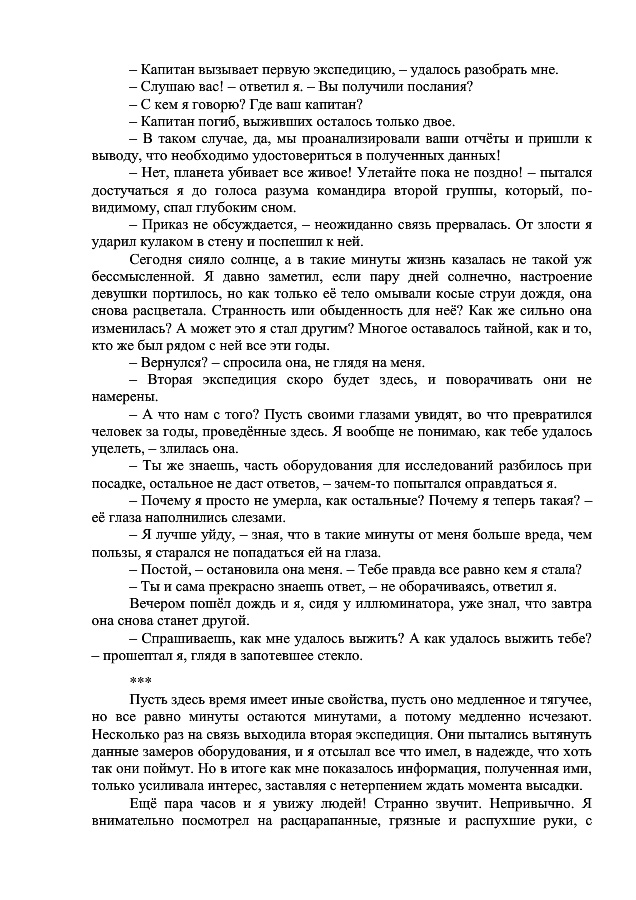 – Капитан вызывает первую экспедицию, – удалось разобрать мне.
– Слушаю вас! – ответил я. – Вы получили послания?
– С кем я говорю? Где ваш капитан?
– Капитан погиб, выживших осталось только двое.
– В таком случае, да, мы проанализировали ваши отчёты и пришли к
выводу, что необходимо удостовериться в полученных данных!
– Нет, планета убивает все живое! Улетайте пока не поздно! – пытался
достучаться я до голоса разума командира второй группы, который, по-
видимому, спал глубоким сном.
– Приказ не обсуждается, – неожиданно связь прервалась. От злости я
ударил кулаком в стену и поспешил к ней.
Сегодня сияло солнце, а в такие минуты жизнь казалась не такой уж
бессмысленной. Я давно заметил, если пару дней солнечно, настроение
девушки портилось, но как только её тело омывали косые струи дождя, она
снова расцветала. Странность или обыденность для неё? Как же сильно она
изменилась? А может это я стал другим? Многое оставалось тайной, как и то,
кто же был рядом с ней все эти годы.
– Вернулся? – спросила она, не глядя на меня.
– Вторая экспедиция скоро будет здесь, и поворачивать они не
намерены.
– А что нам с того? Пусть своими глазами увидят, во что превратился
человек за годы, проведённые здесь. Я вообще не понимаю, как тебе удалось
уцелеть, – злилась она.
– Ты же знаешь, часть оборудования для исследований разбилось при
посадке, остальное не даст ответов, – зачем-то попытался оправдаться я.
– Почему я просто не умерла, как остальные? Почему я теперь такая? –
её глаза наполнились слезами.
– Я лучше уйду, – зная, что в такие минуты от меня больше вреда, чем
пользы, я старался не попадаться ей на глаза.
– Постой, – остановила она меня. – Тебе правда все равно кем я стала?
– Ты и сама прекрасно знаешь ответ, – не оборачиваясь, ответил я.
Вечером пошёл дождь и я, сидя у иллюминатора, уже знал, что завтра
она снова станет другой.
– Спрашиваешь, как мне удалось выжить? А как удалось выжить тебе?
– прошептал я, глядя в запотевшее стекло.
***
Пусть здесь время имеет иные свойства, пусть оно медленное и тягучее,
но все равно минуты остаются минутами, а потому медленно исчезают.
Несколько раз на связь выходила вторая экспедиция. Они пытались вытянуть
данные замеров оборудования, и я отсылал все что имел, в надежде, что хоть
так они поймут. Но в итоге как мне показалось информация, полученная ими,
только усиливала интерес, заставляя с нетерпением ждать момента высадки.
Ещё пара часов и я увижу людей! Странно звучит. Непривычно. Я
внимательно посмотрел на расцарапанные, грязные и распухшие руки, с